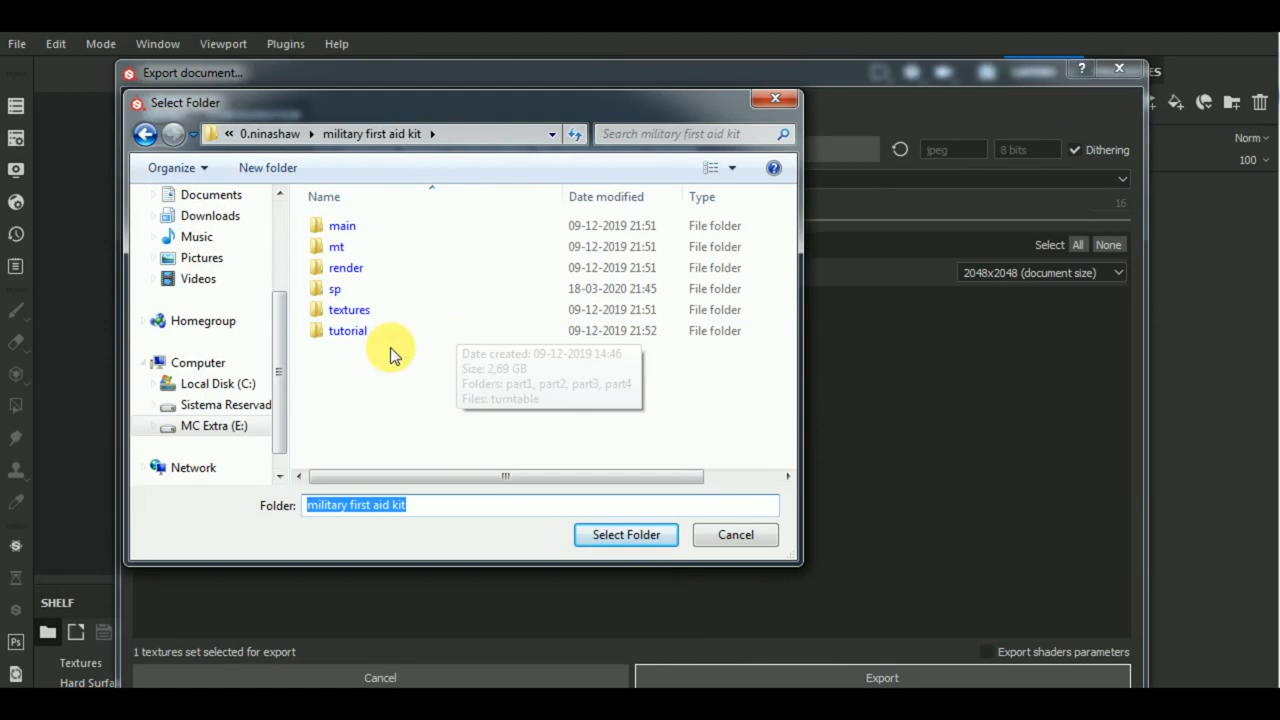 File Edit Mode Window Viewport Plugins Help
Export document...
?
ES
Select Folder
« 0.ninashaw military first aid kit
Search military first aid kit
Norm
Organize New folder
jpeg 8 bits Dithering
100
Documents
Name Date modified Type
16
Downloads
main 09-12-2019 21:51 File folder
Music
mt 09-12-2019 21:51 File folder
Select All None
Pictures
render 09-12-2019 21:51 File folder
2048x2048 (document size)
Videos
sp 18-03-2020 21:45 File folder
textures 09-12-2019 21:51 File folder
Homegroup
tutorial 09-12-2019 21:52 File folder
Date created: 09-12-2019 14:46
Size: 2,69 GB
Folders: part1, part2, part3, part4
Files: turntable
Computer
Local Disk (C:)
Sistema Reservad
MC Extra (E:)
Network
Folder: military first aid kit
Select Folder Cancel
SHELF
Ps
1 textures set selected for export
Export shaders parameters
Textures
Cancel Export
Hard Surfa